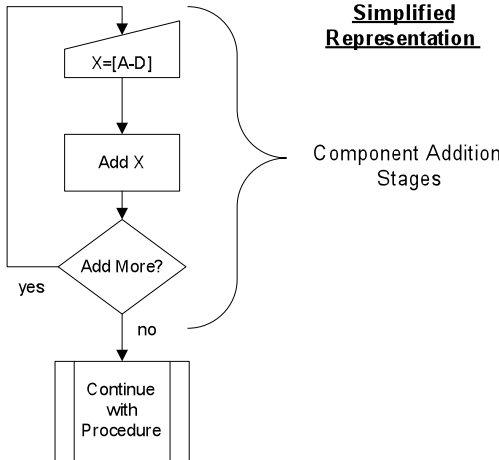 Simplified
Representation
X=[A-D]
Add X
Component Addition
Stages
Add More?
yes
no
Continue
with
Procedure